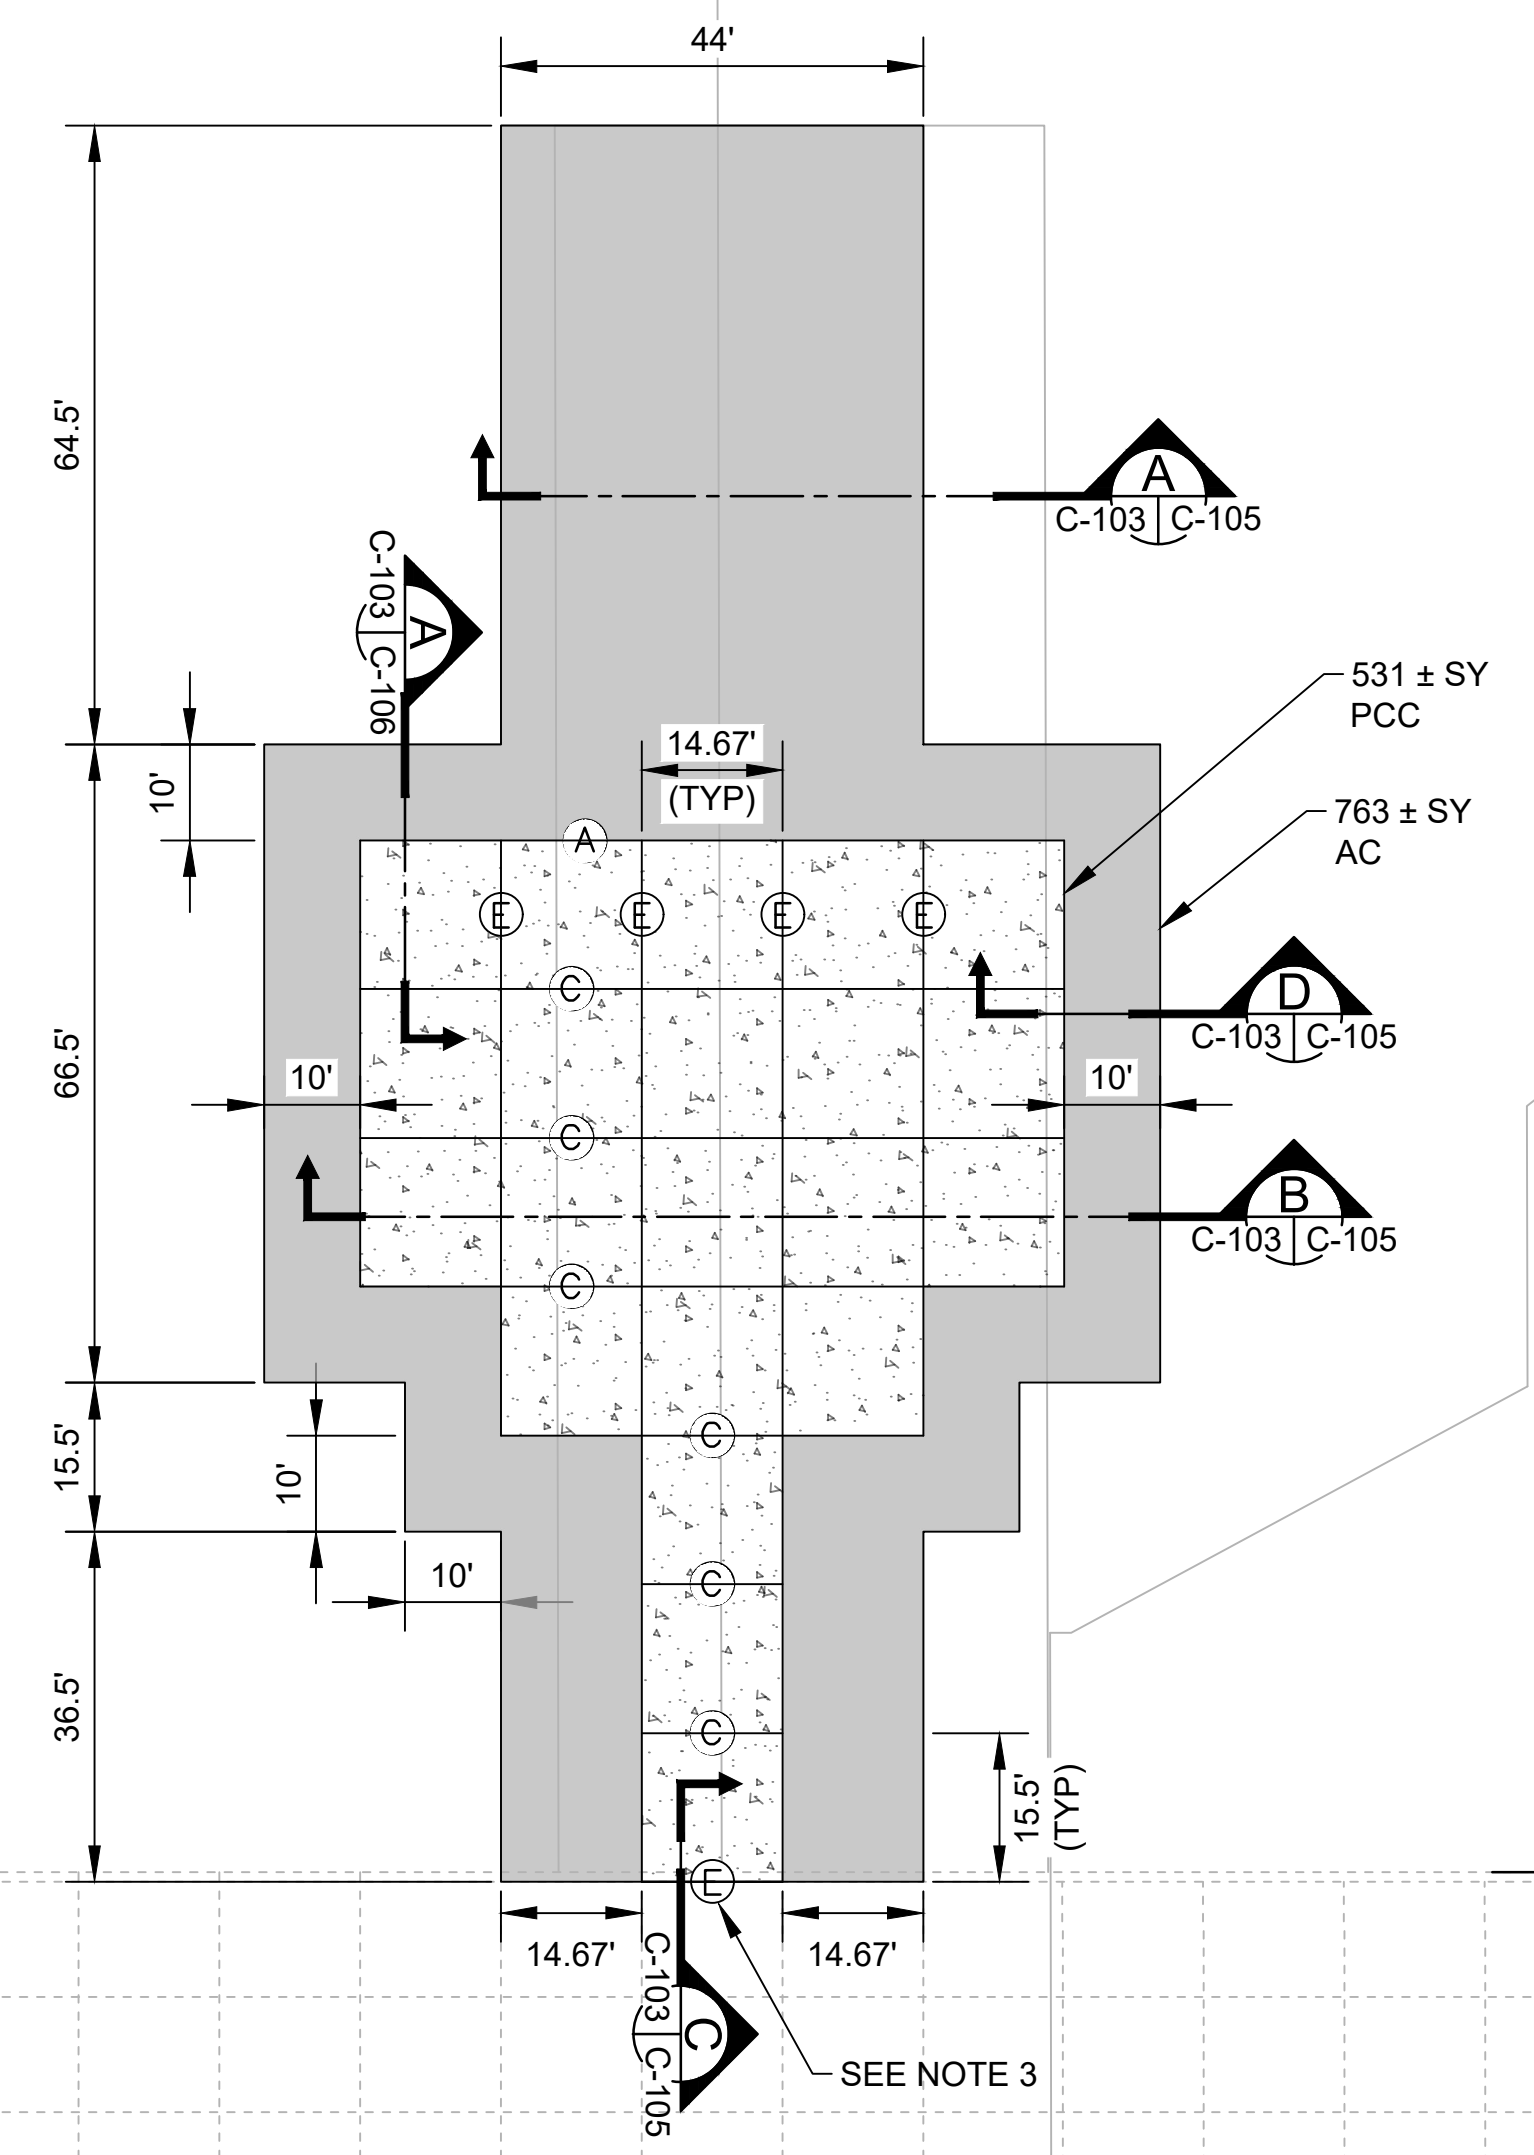 44'
64.5'
A
C-103
C-105
C-103
A
C-106
531 ± SY
PCC
14.67'
(TYP)
10'
763 ± SY
AC
A
E
E
E
E
C
D
C-103
C-105
66.5'
10'
10'
C
B
C-103
C-105
C
15.5'
C
10'
10'
C
36.5'
C
15.5'
(TYP)
E
14.67'
14.67'
C-103
C
C-105
SEE NOTE 3